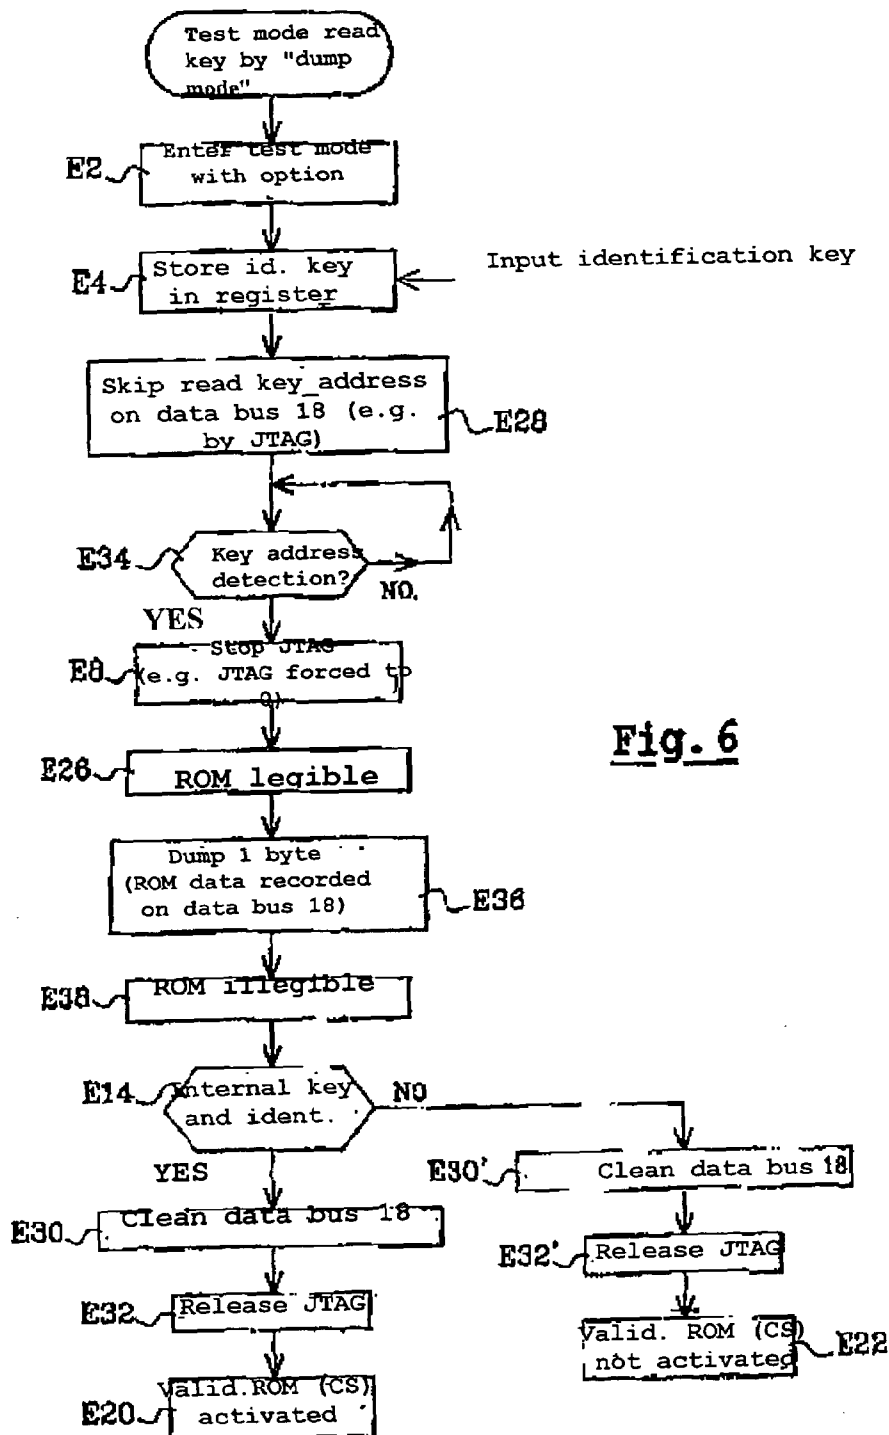 Test mode read
key by "dump
mode"
E2
Enter test mode
with option
E4
Store id. key
in register
Input identification key
Skip read key_address
on data bus 18 (e.g.
by JTAG)
E28
E34
Key address
detection?
NO.
YES
E8
Stop JTAG
(e.g. JTAG forced to
0)
E26
ROM legible
Fig. 6
Dump 1 byte
(ROM data recorded
on data bus 18)
E36
E38
ROM illegible
E14
Internal key
and ident.
NO
YES
E30'
Clean data bus 18
E30
Clean data bus 18
E32'
Release JTAG
E32
Release JTAG
Valid. ROM (CS)
not activated
E22
E20
Valid.ROM (CS)
activated